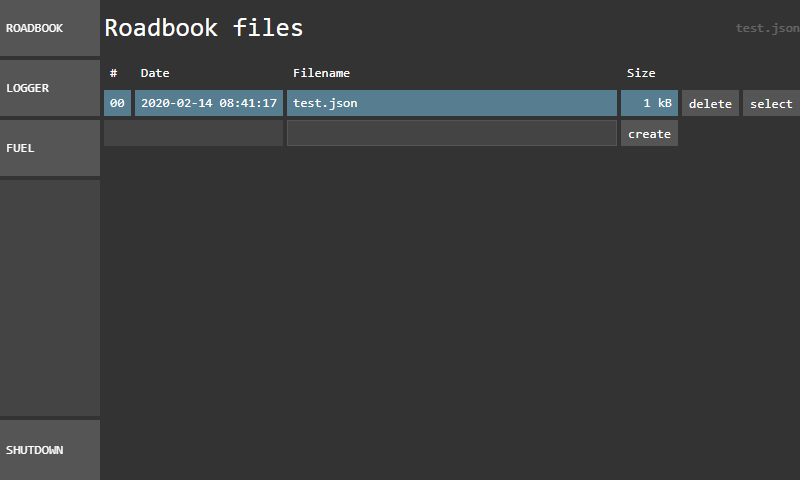 ROADBOOK
LOGGER
FUEL
SHUTDOWN
Roadbook files
test.json
# Date Filename Size
00 2020-02-14 08:41:17 test.json 1 kB delete select
create